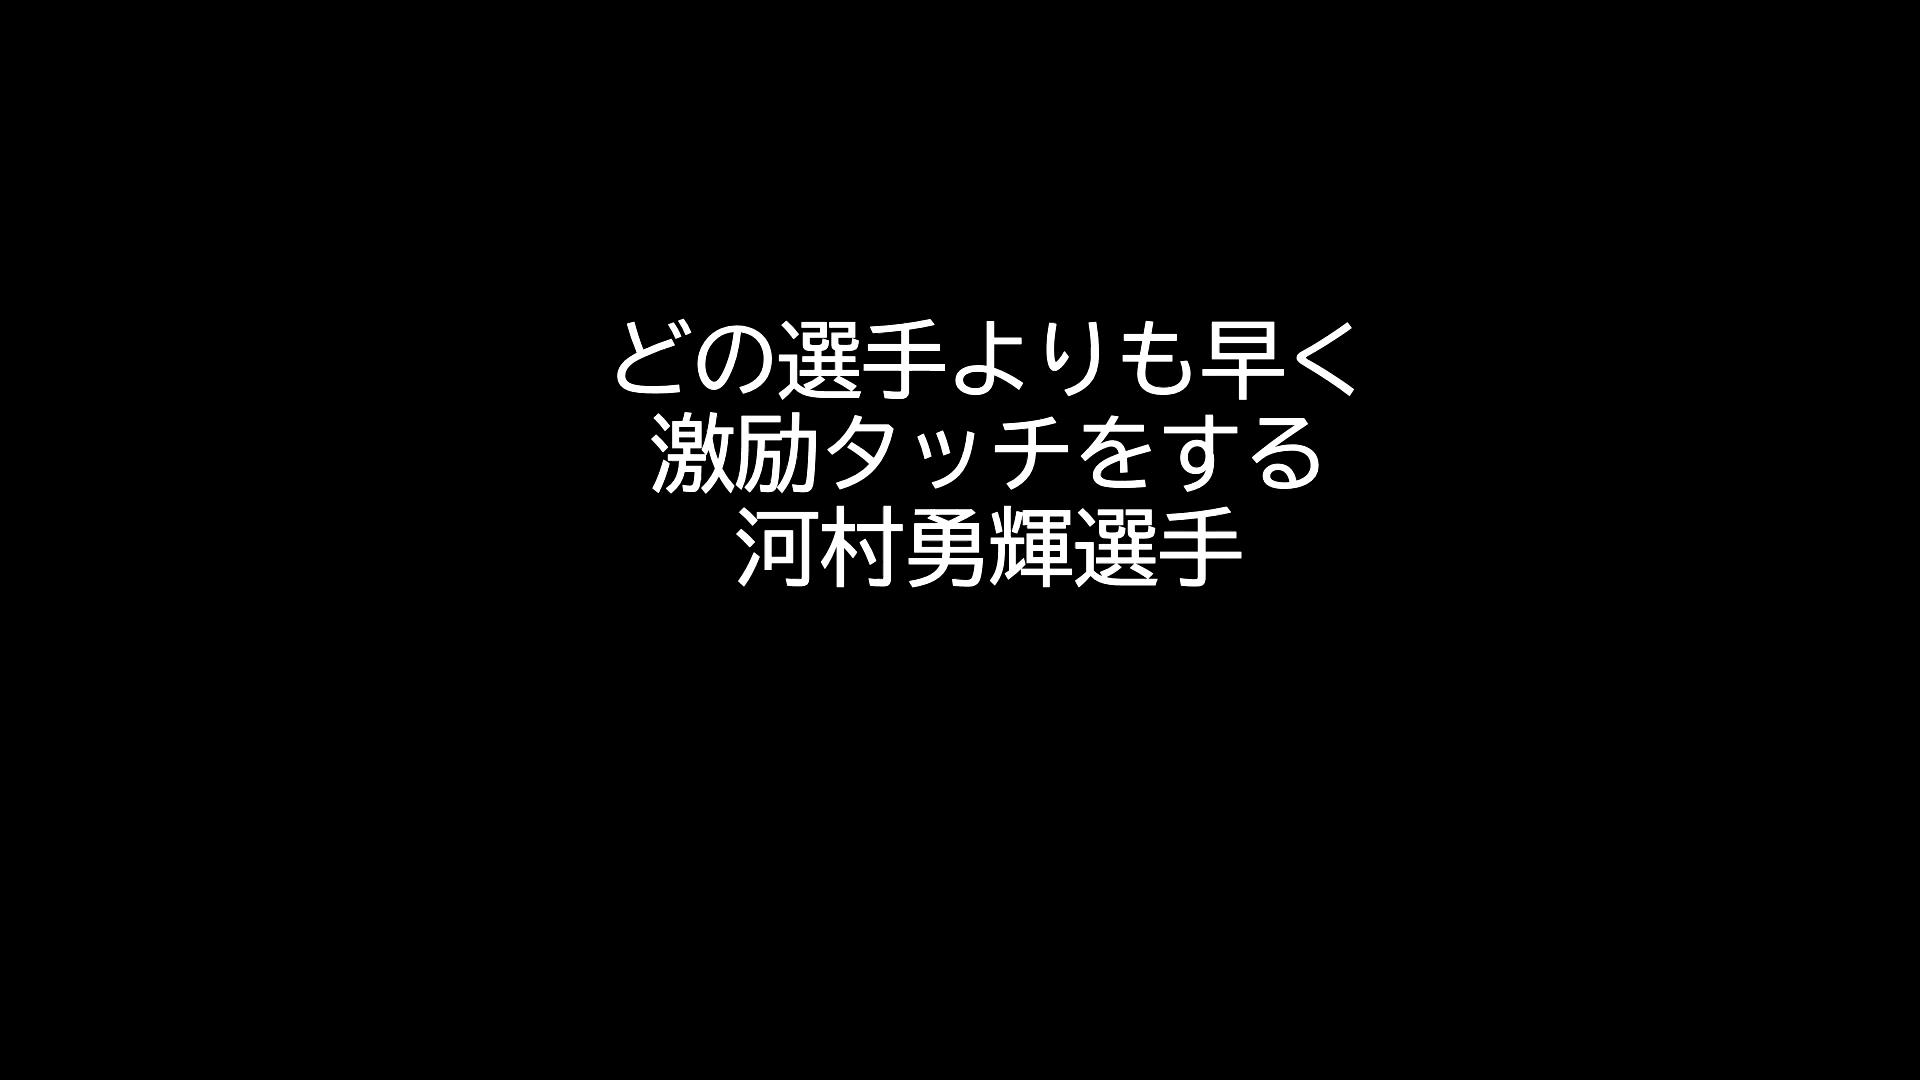 どの選手よりも早く
激励タッチをする
河村勇輝選手